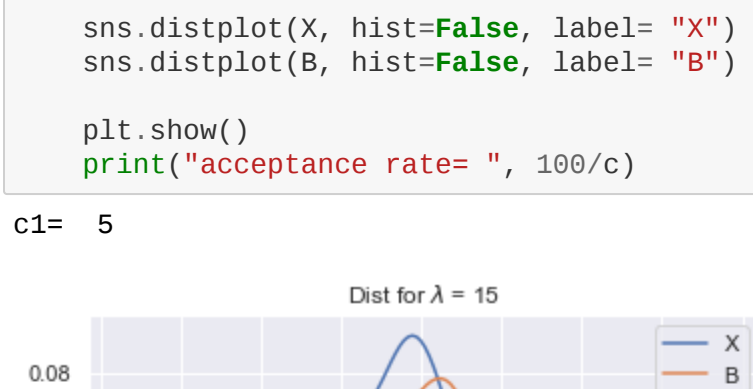 sns.distplot(X, hist=False, label= "X")
sns.distplot(B, hist=False, label= "B")
plt.show()
print("acceptance rate= ", 100/c)
c1=  5
Dist for λ = 15
X
B
0.08